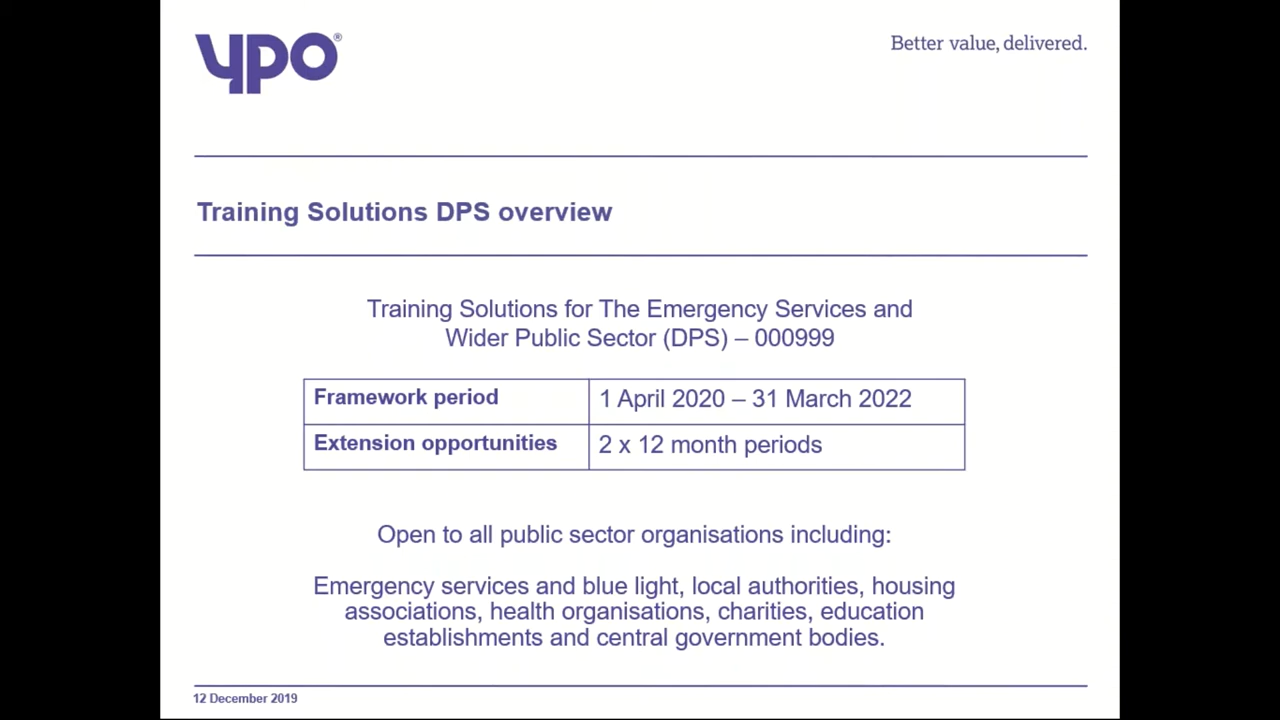 ypo®
Better value, delivered.
Training Solutions DPS overview
Training Solutions for The Emergency Services and
Wider Public Sector (DPS) – 000999
Framework period
1 April 2020 – 31 March 2022
Extension opportunities
2 x 12 month periods
Open to all public sector organisations including:
Emergency services and blue light, local authorities, housing
associations, health organisations, charities, education
establishments and central government bodies.
12 December 2019